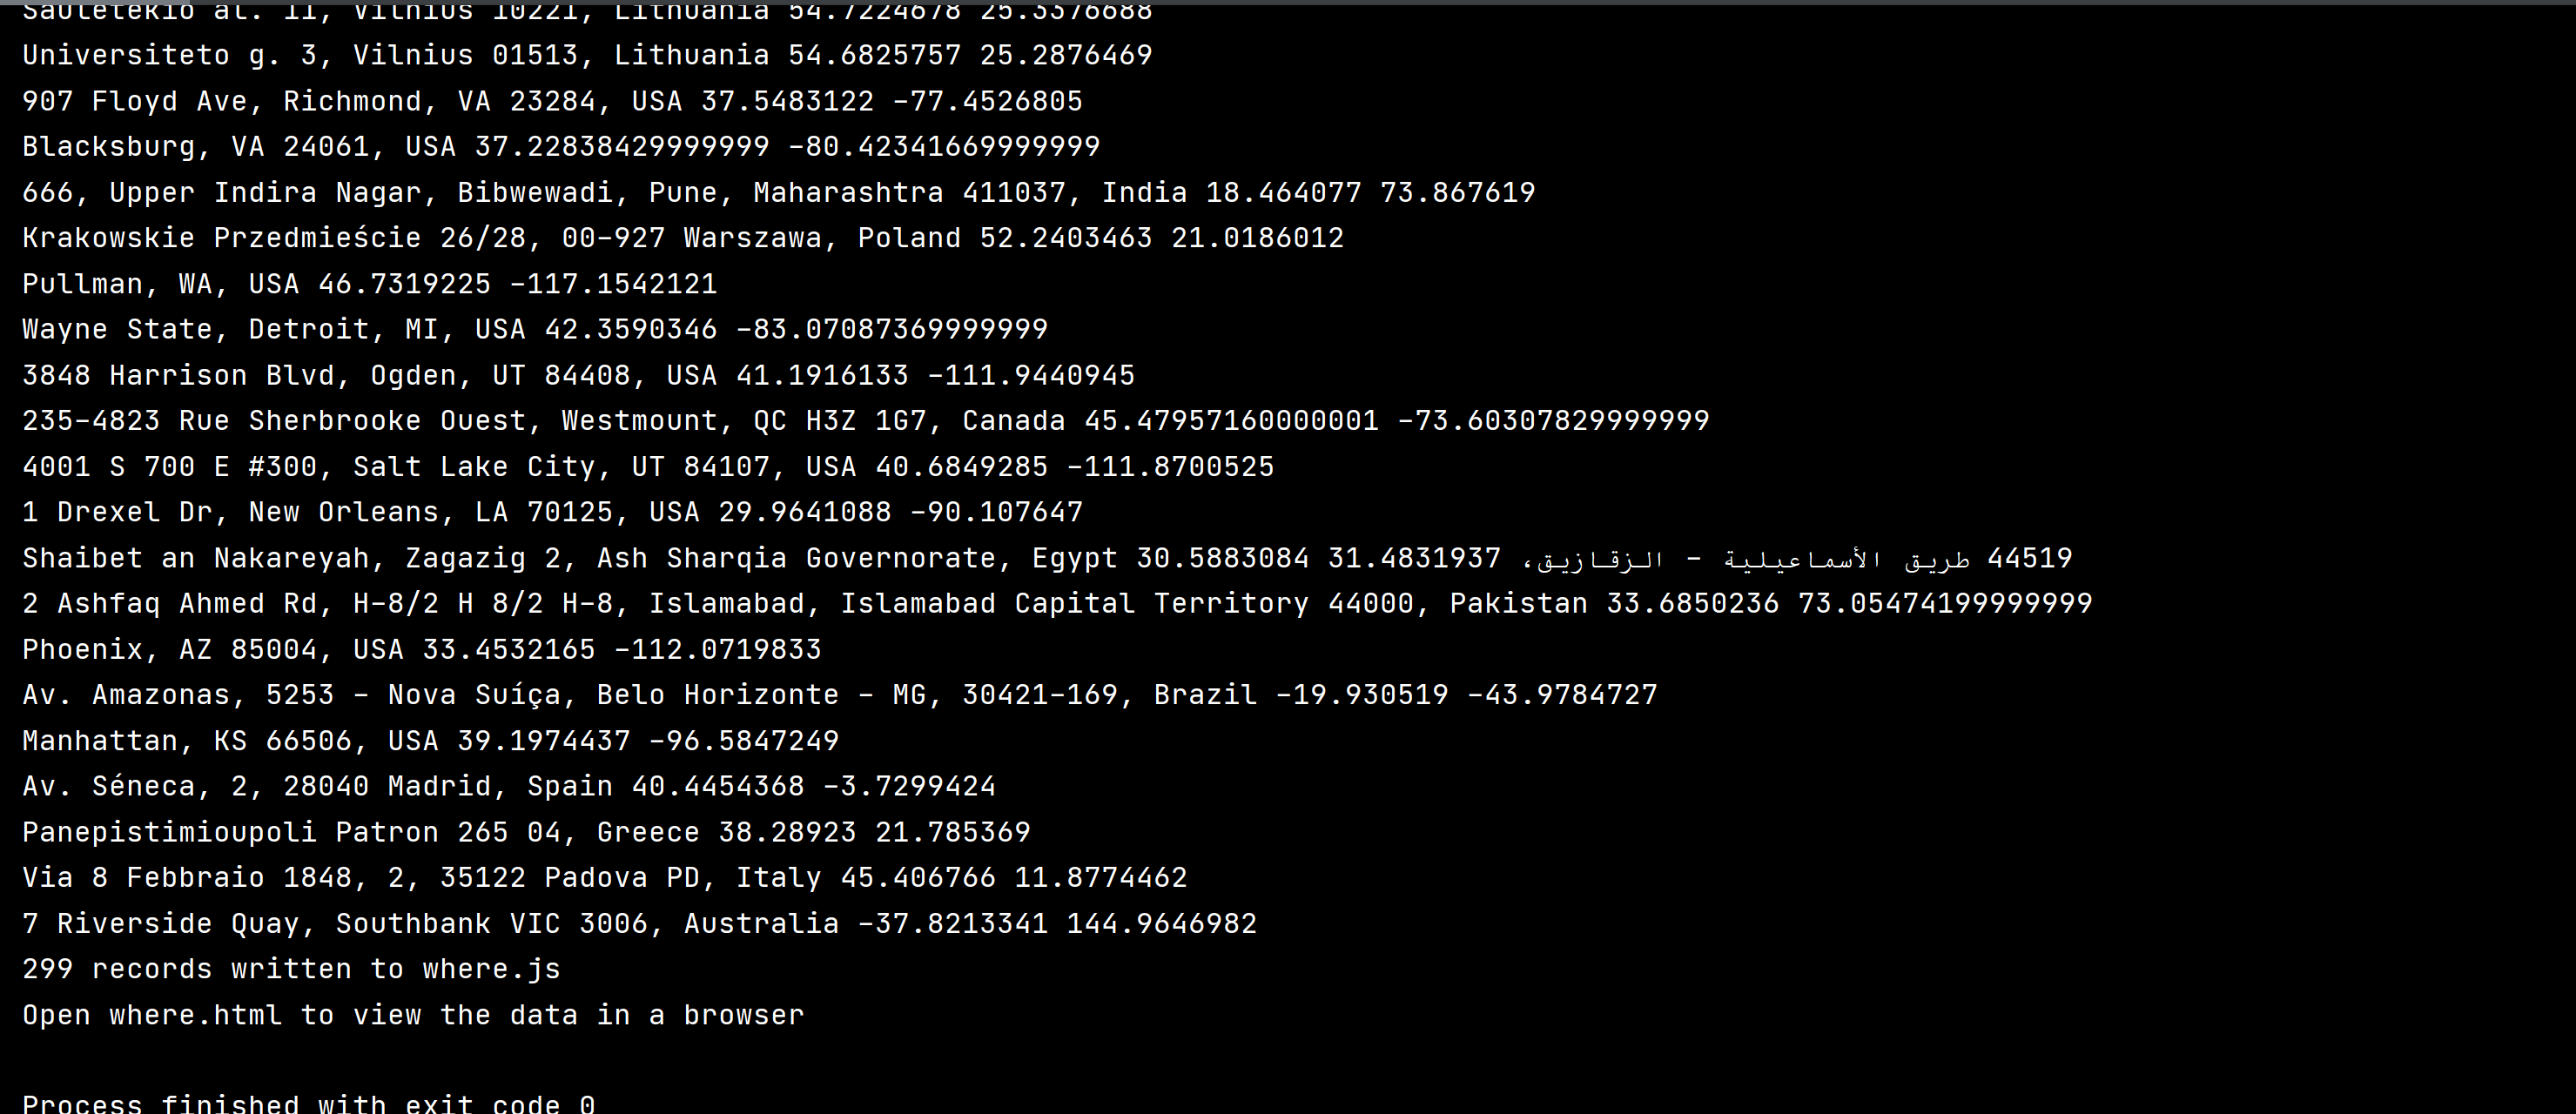 Saulėtekio al. 11, Vilnius 10221, Lithuania 54.7224678 25.3376688
Universiteto g. 3, Vilnius 01513, Lithuania 54.6825757 25.2876469
907 Floyd Ave, Richmond, VA 23284, USA 37.5483122 -77.4526805
Blacksburg, VA 24061, USA 37.22838429999999 -80.42341669999999
666, Upper Indira Nagar, Bibwewadi, Pune, Maharashtra 411037, India 18.464077 73.867619
Krakowskie Przedmieście 26/28, 00-927 Warszawa, Poland 52.2403463 21.0186012
Pullman, WA, USA 46.7319225 -117.1542121
Wayne State, Detroit, MI, USA 42.3590346 -83.07087369999999
3848 Harrison Blvd, Ogden, UT 84408, USA 41.1916133 -111.9440945
235-4823 Rue Sherbrooke Ouest, Westmount, QC H3Z 1G7, Canada 45.47957160000001 -73.60307829999999
4001 S 700 E #300, Salt Lake City, UT 84107, USA 40.6849285 -111.8700525
1 Drexel Dr, New Orleans, LA 70125, USA 29.9641088 -90.107647
Shaibet an Nakareyah, Zagazig 2, Ash Sharqia Governorate, Egypt 30.5883084 31.4831937 44519 طريق الأسماعيلية - الزقازيق،
2 Ashfaq Ahmed Rd, H-8/2 H 8/2 H-8, Islamabad, Islamabad Capital Territory 44000, Pakistan 33.6850236 73.05474199999999
Phoenix, AZ 85004, USA 33.4532165 -112.0719833
Av. Amazonas, 5253 - Nova Suíça, Belo Horizonte - MG, 30421-169, Brazil -19.930519 -43.9784727
Manhattan, KS 66506, USA 39.1974437 -96.5847249
Av. Séneca, 2, 28040 Madrid, Spain 40.4454368 -3.7299424
Panepistimioupoli Patron 265 04, Greece 38.28923 21.785369
Via 8 Febbraio 1848, 2, 35122 Padova PD, Italy 45.406766 11.8774462
7 Riverside Quay, Southbank VIC 3006, Australia -37.8213341 144.9646982
299 records written to where.js
Open where.html to view the data in a browser
Process finished with exit code 0